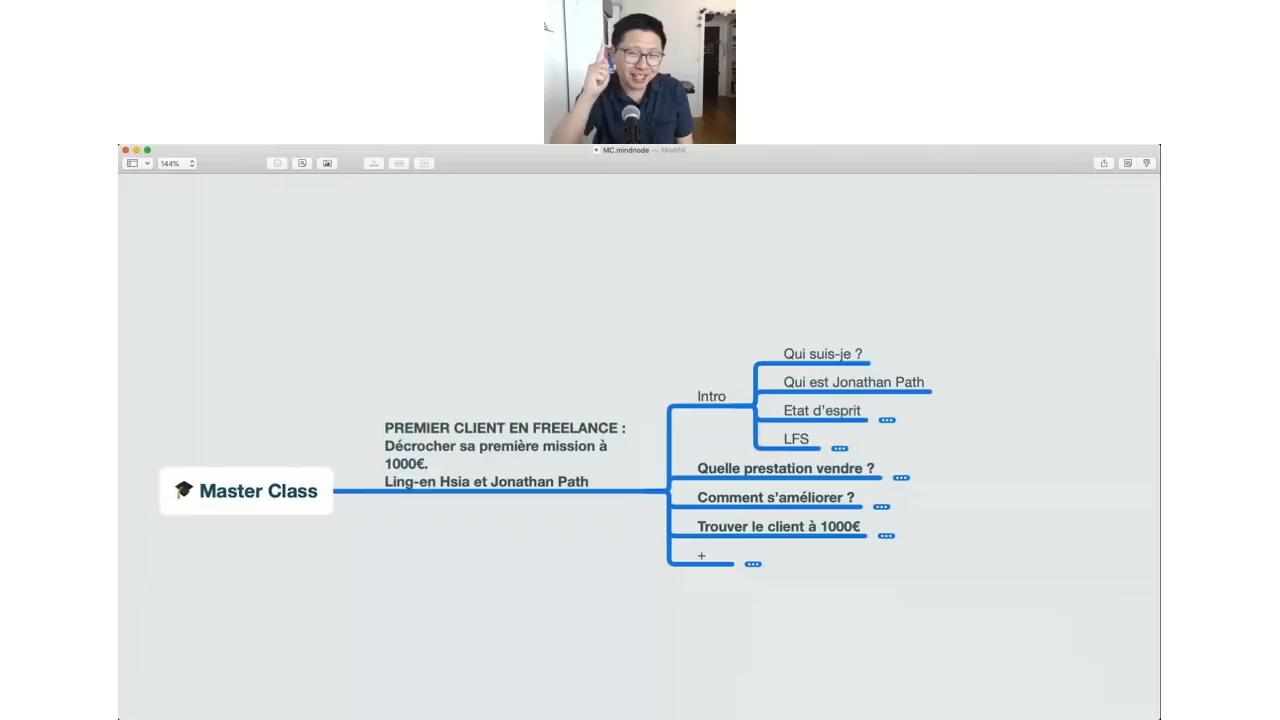 MC.mindnode — Modifié
144%
Qui suis-je ?
Qui est Jonathan Path
Intro
Etat d’esprit
LFS
PREMIER CLIENT EN FREELANCE :
Décrocher sa première mission à
1000€.
Ling-en Hsia et Jonathan Path
Master Class
Quelle prestation vendre ?
Comment s’améliorer ?
Trouver le client à 1000€
+